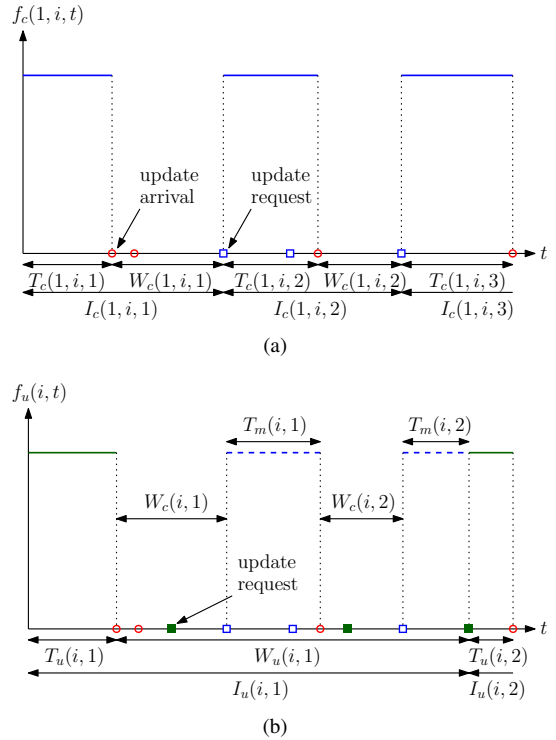 f_c(1, i, t)
update
arrival
update
request
t
T_c(1, i, 1) W_c(1, i, 1) T_c(1, i, 2) W_c(1, i, 2) T_c(1, i, 3)
I_c(1, i, 1) I_c(1, i, 2) I_c(1, i, 3)
(a)
f_u(i, t)
T_m(i, 1) T_m(i, 2)
W_c(i, 1) W_c(i, 2)
update
request
t
T_u(i, 1) W_u(i, 1) T_u(i, 2)
I_u(i, 1) I_u(i, 2)
(b)